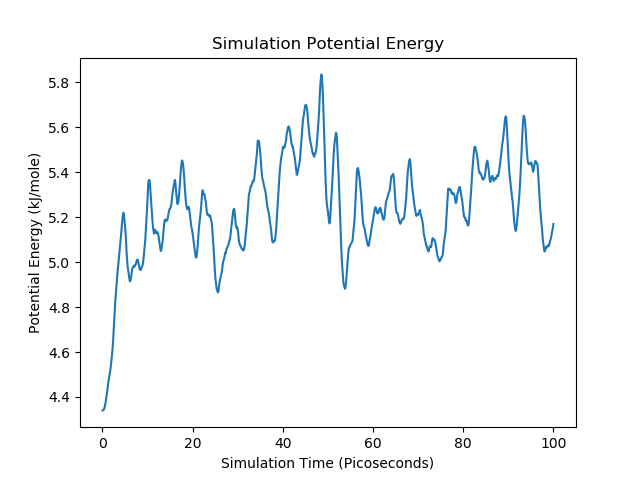 Simulation Potential Energy
Potential Energy (kJ/mole)
5.8
5.6
5.4
5.2
5.0
4.8
4.6
4.4
0 20 40 60 80 100
Simulation Time (Picoseconds)